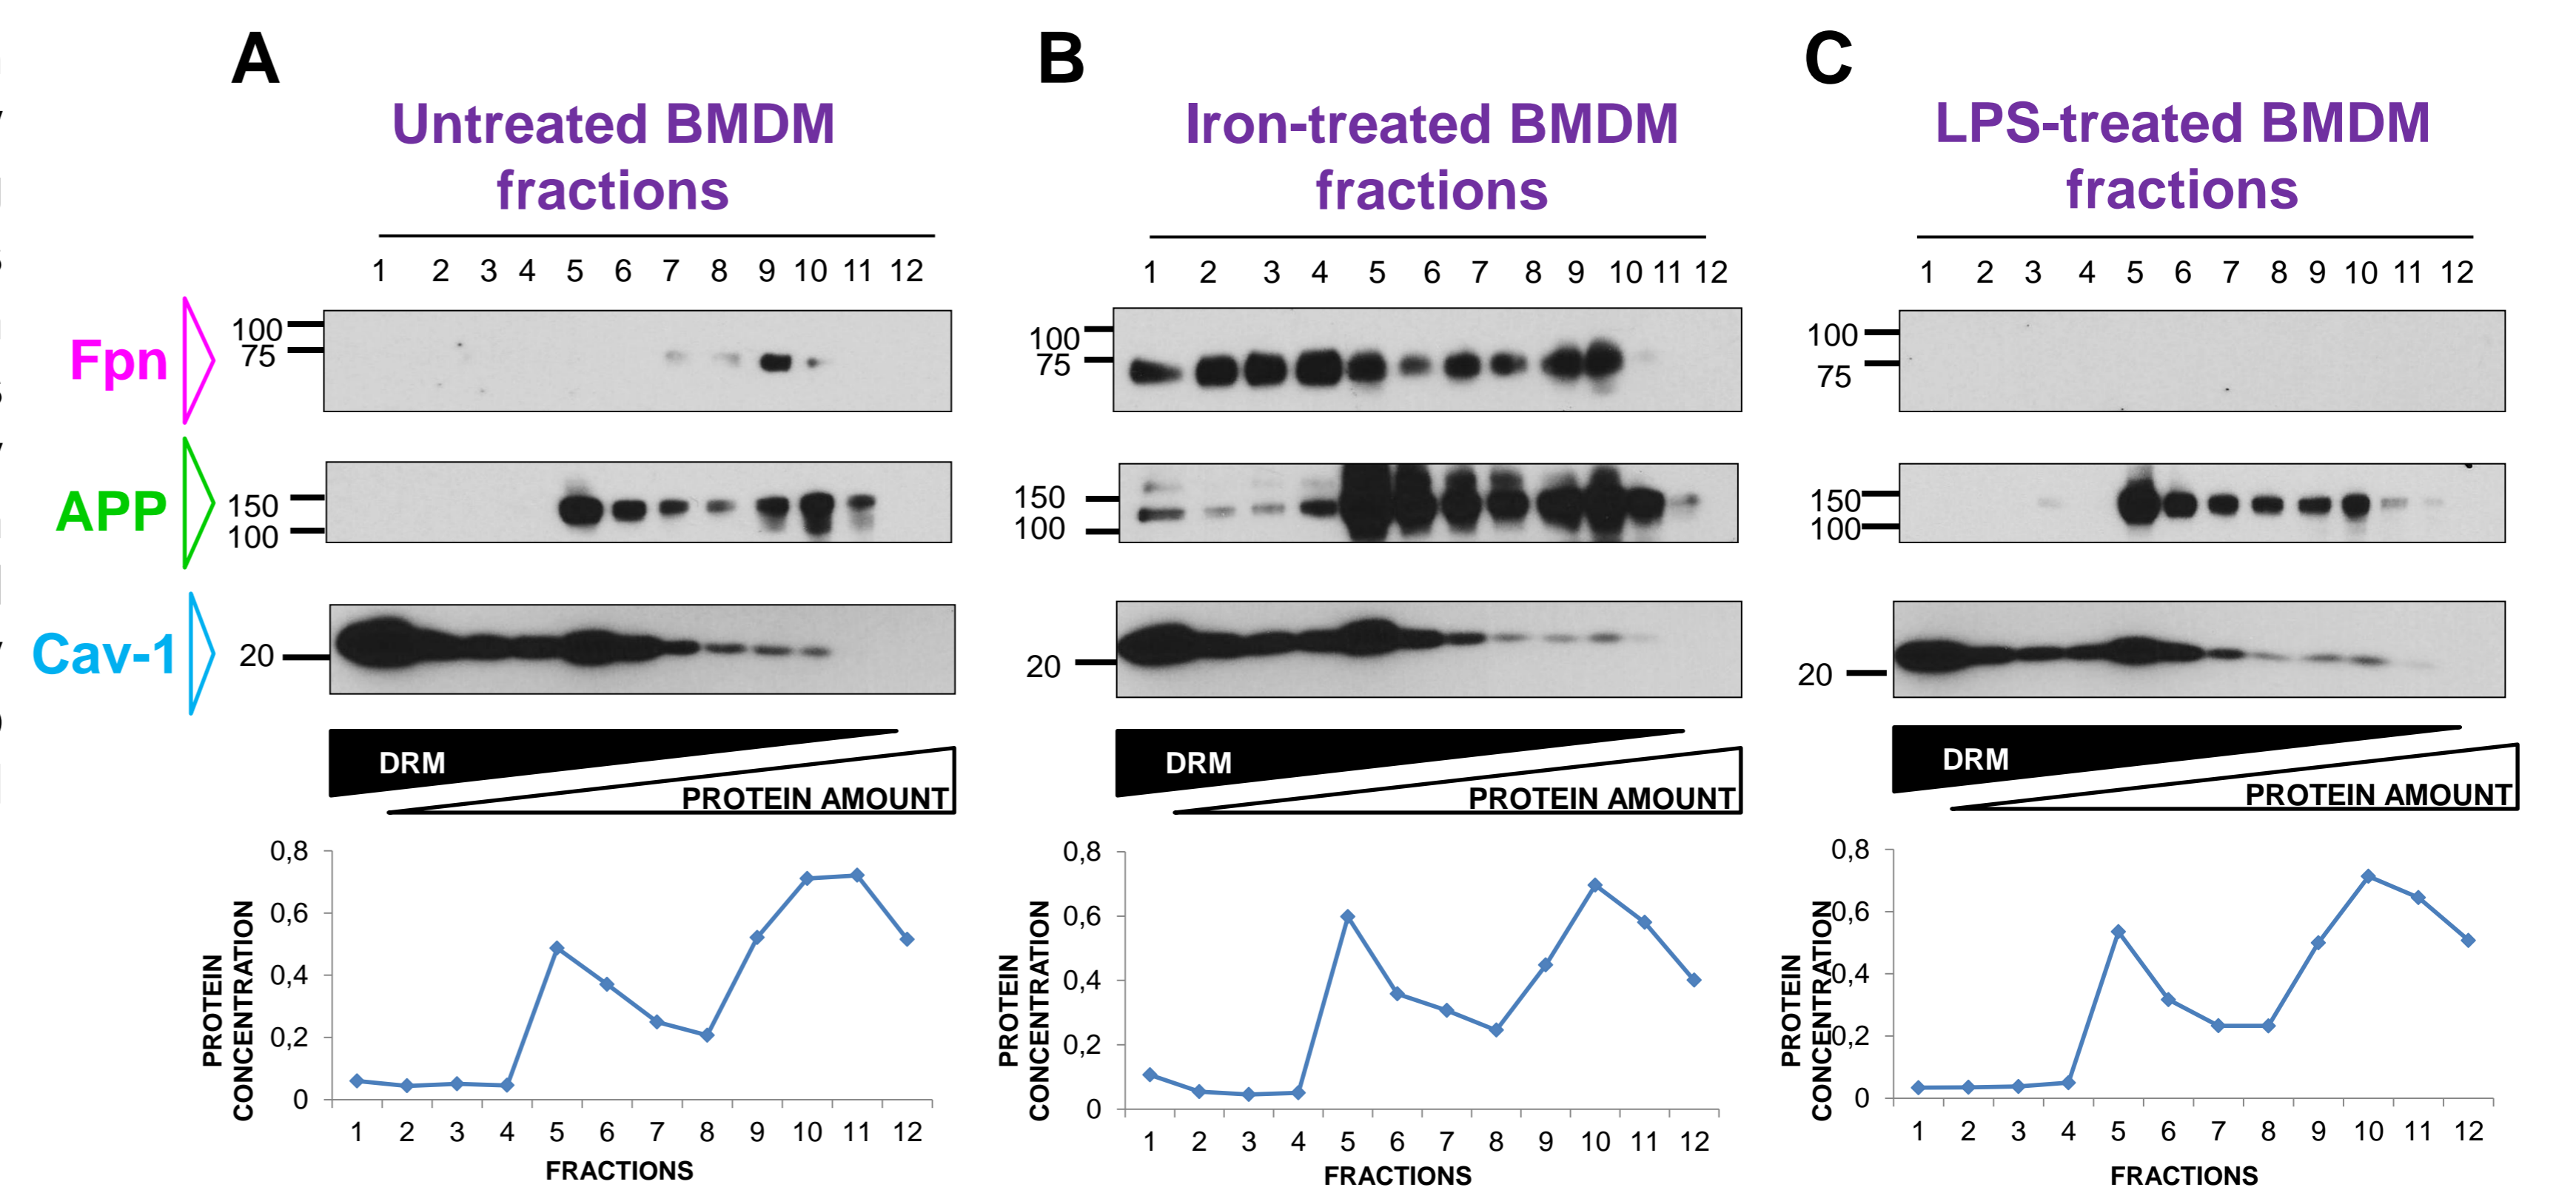 A
B
C
Untreated BMDM
fractions
Iron-treated BMDM
fractions
LPS-treated BMDM
fractions
1 2 3 4 5 6 7 8 9 10 11 12
1 2 3 4 5 6 7 8 9 10 11 12
1 2 3 4 5 6 7 8 9 10 11 12
Fpn
100
75
100
75
100
75
APP
150
100
150
100
150
100
Cav-1
20
20
20
DRM
PROTEIN AMOUNT
DRM
PROTEIN AMOUNT
DRM
PROTEIN AMOUNT
PROTEIN
CONCENTRATION
0,8
0,6
0,4
0,2
0
1 2 3 4 5 6 7 8 9 10 11 12
FRACTIONS
PROTEIN
CONCENTRATION
0,8
0,6
0,4
0,2
0
1 2 3 4 5 6 7 8 9 10 11 12
FRACTIONS
PROTEIN
CONCENTRATION
0,8
0,6
0,4
0,2
0
1 2 3 4 5 6 7 8 9 10 11 12
FRACTIONS